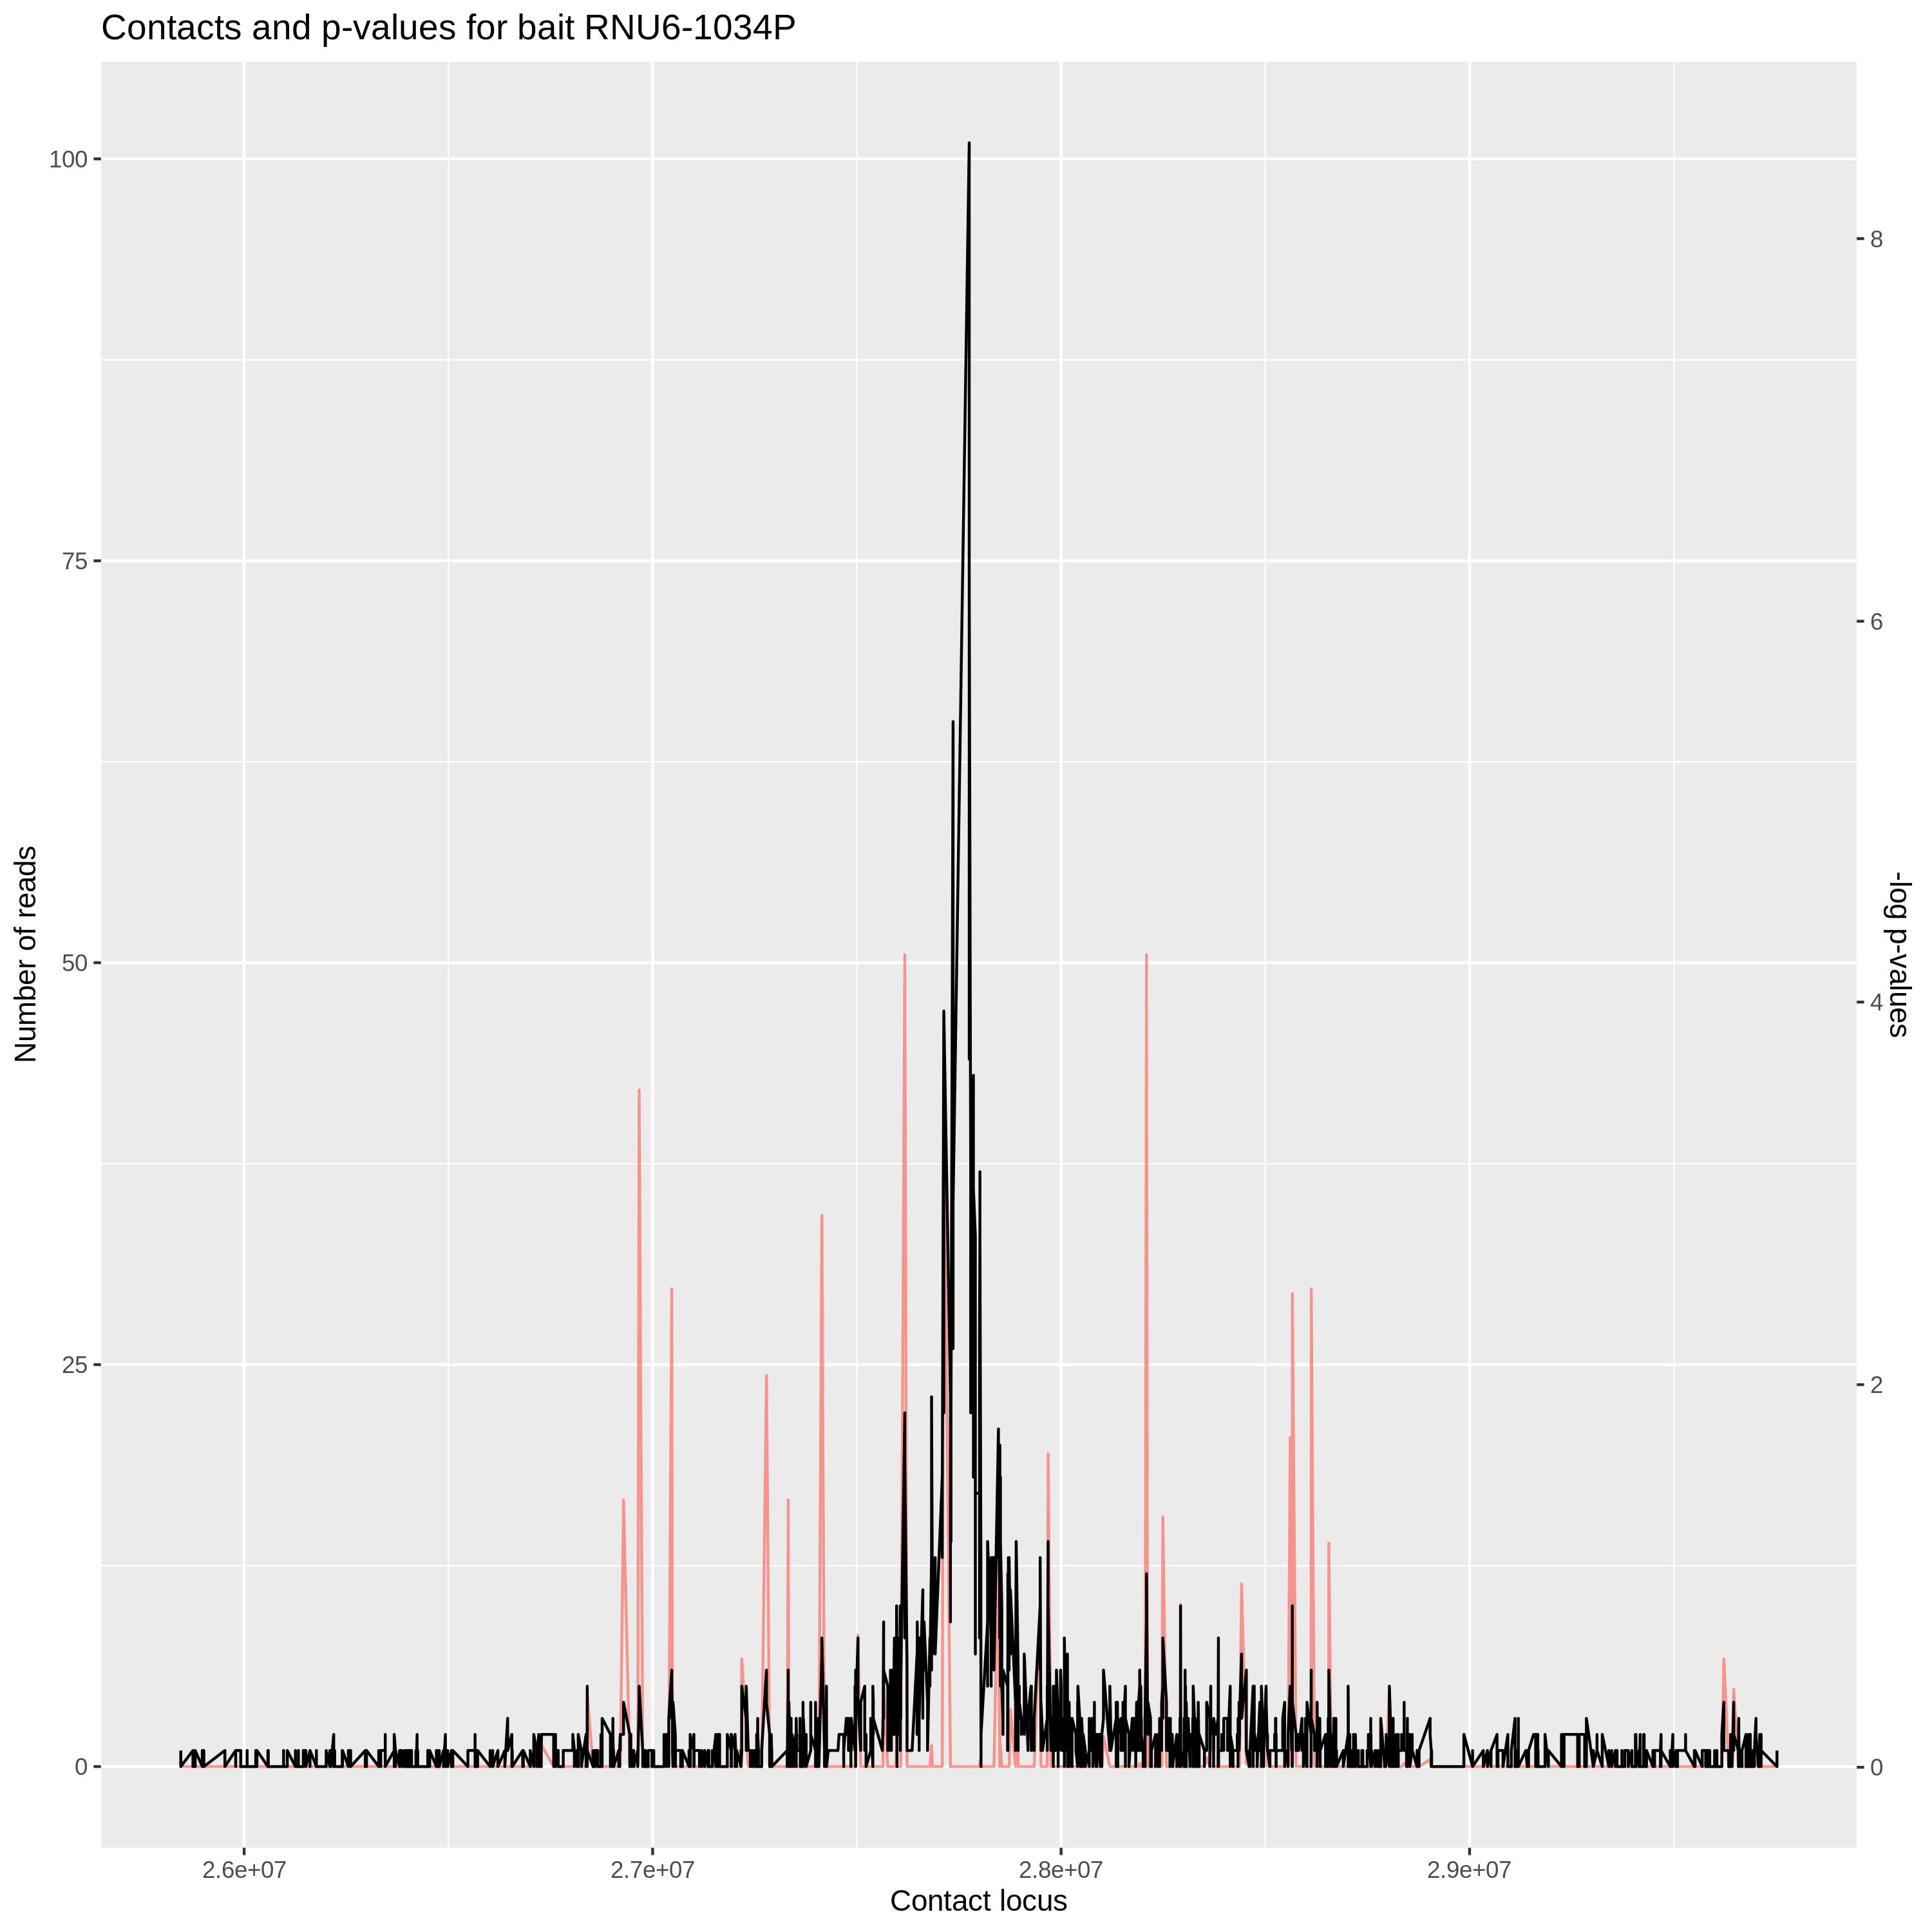 Contacts and p-values for bait RNU6-1034P
100
75
50
25
0
Number of reads
8
6
4
2
0
-log p-values
2.6e+07
2.7e+07
2.8e+07
2.9e+07
Contact locus